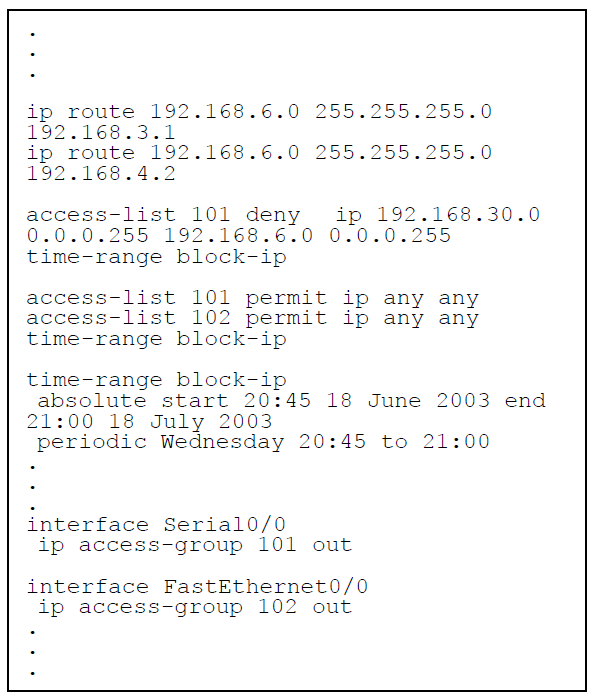 .
.
.
ip route 192.168.6.0 255.255.255.0
192.168.3.1
ip route 192.168.6.0 255.255.255.0
192.168.4.2
access-list 101 deny  ip 192.168.30.0
0.0.0.255 192.168.6.0 0.0.0.255
time-range block-ip
access-list 101 permit ip any any
access-list 102 permit ip any any
time-range block-ip
time-range block-ip
 absolute start 20:45 18 June 2003 end
21:00 18 July 2003
 periodic Wednesday 20:45 to 21:00
.
.
.
interface Serial0/0
 ip access-group 101 out
interface FastEthernet0/0
 ip access-group 102 out
.
.
.